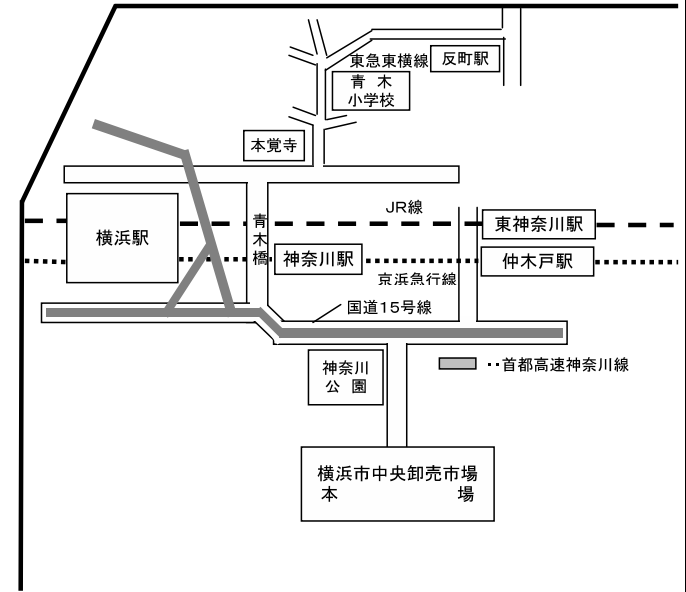 東急東横線
反町駅
青　木
小学校
本覚寺
JR線
横浜駅
青木橋
東神奈川駅
神奈川駅
仲木戸駅
京浜急行線
国道15号線
神奈川
公　園
‥首都高速神奈川線
横浜市中央卸売市場
本　　　　　　　場